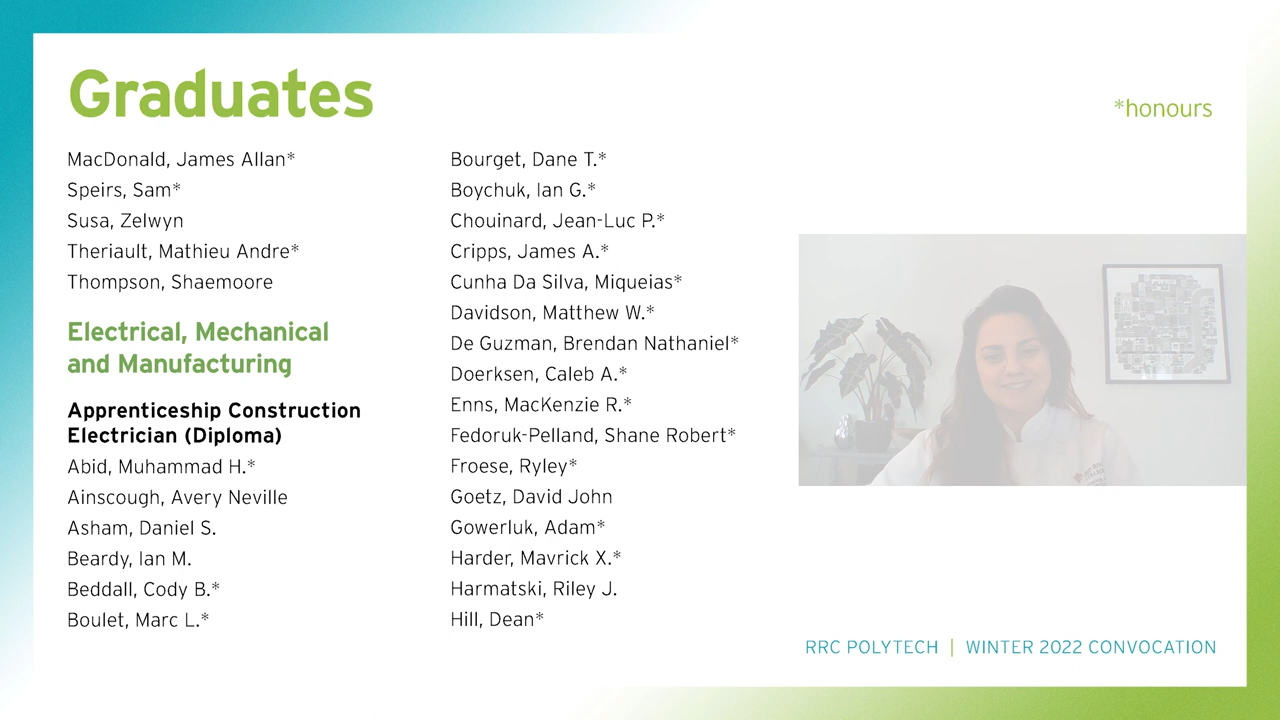 Graduates
*honours
MacDonald, James Allan*
Speirs, Sam*
Susa, Zelwyn
Theriault, Mathieu Andre*
Thompson, Shaemoore
Electrical, Mechanical
and Manufacturing
Apprenticeship Construction
Electrician (Diploma)
Abid, Muhammad H.*
Ainscough, Avery Neville
Asham, Daniel S.
Beardy, Ian M.
Beddall, Cody B.*
Boulet, Marc L.*
Bourget, Dane T.*
Boychuk, Ian G.*
Chouinard, Jean-Luc P.*
Cripps, James A.*
Cunha Da Silva, Miqueias*
Davidson, Matthew W.*
De Guzman, Brendan Nathaniel*
Doerksen, Caleb A.*
Enns, MacKenzie R.*
Fedoruk-Pelland, Shane Robert*
Froese, Ryley*
Goetz, David John
Gowerluk, Adam*
Harder, Mavrick X.*
Harmatski, Riley J.
Hill, Dean*
RRC POLYTECH | WINTER 2022 CONVOCATION